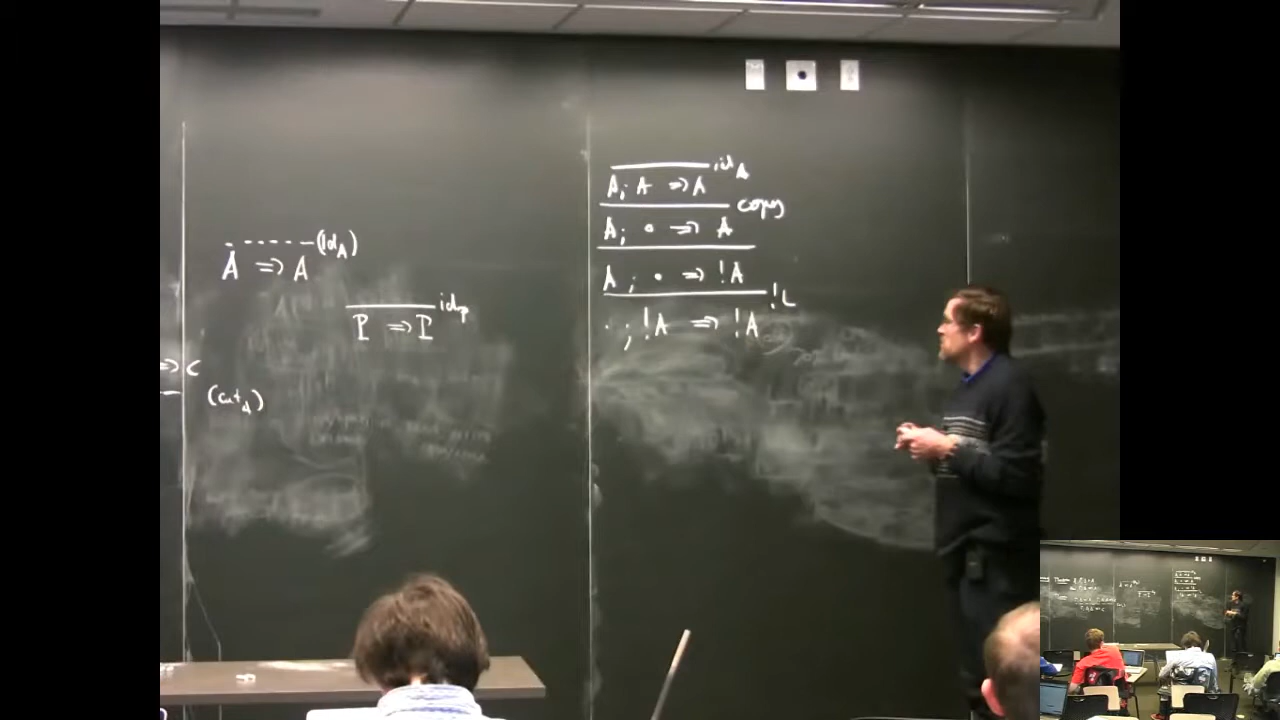 A ⇒ A (id_A)
P ⇒ P id_P
⇒ C
(cut_A)
A; A ⇒ A id_A
A; · ⇒ A copy
A; · ⇒ !A
·; !A ⇒ !A !L